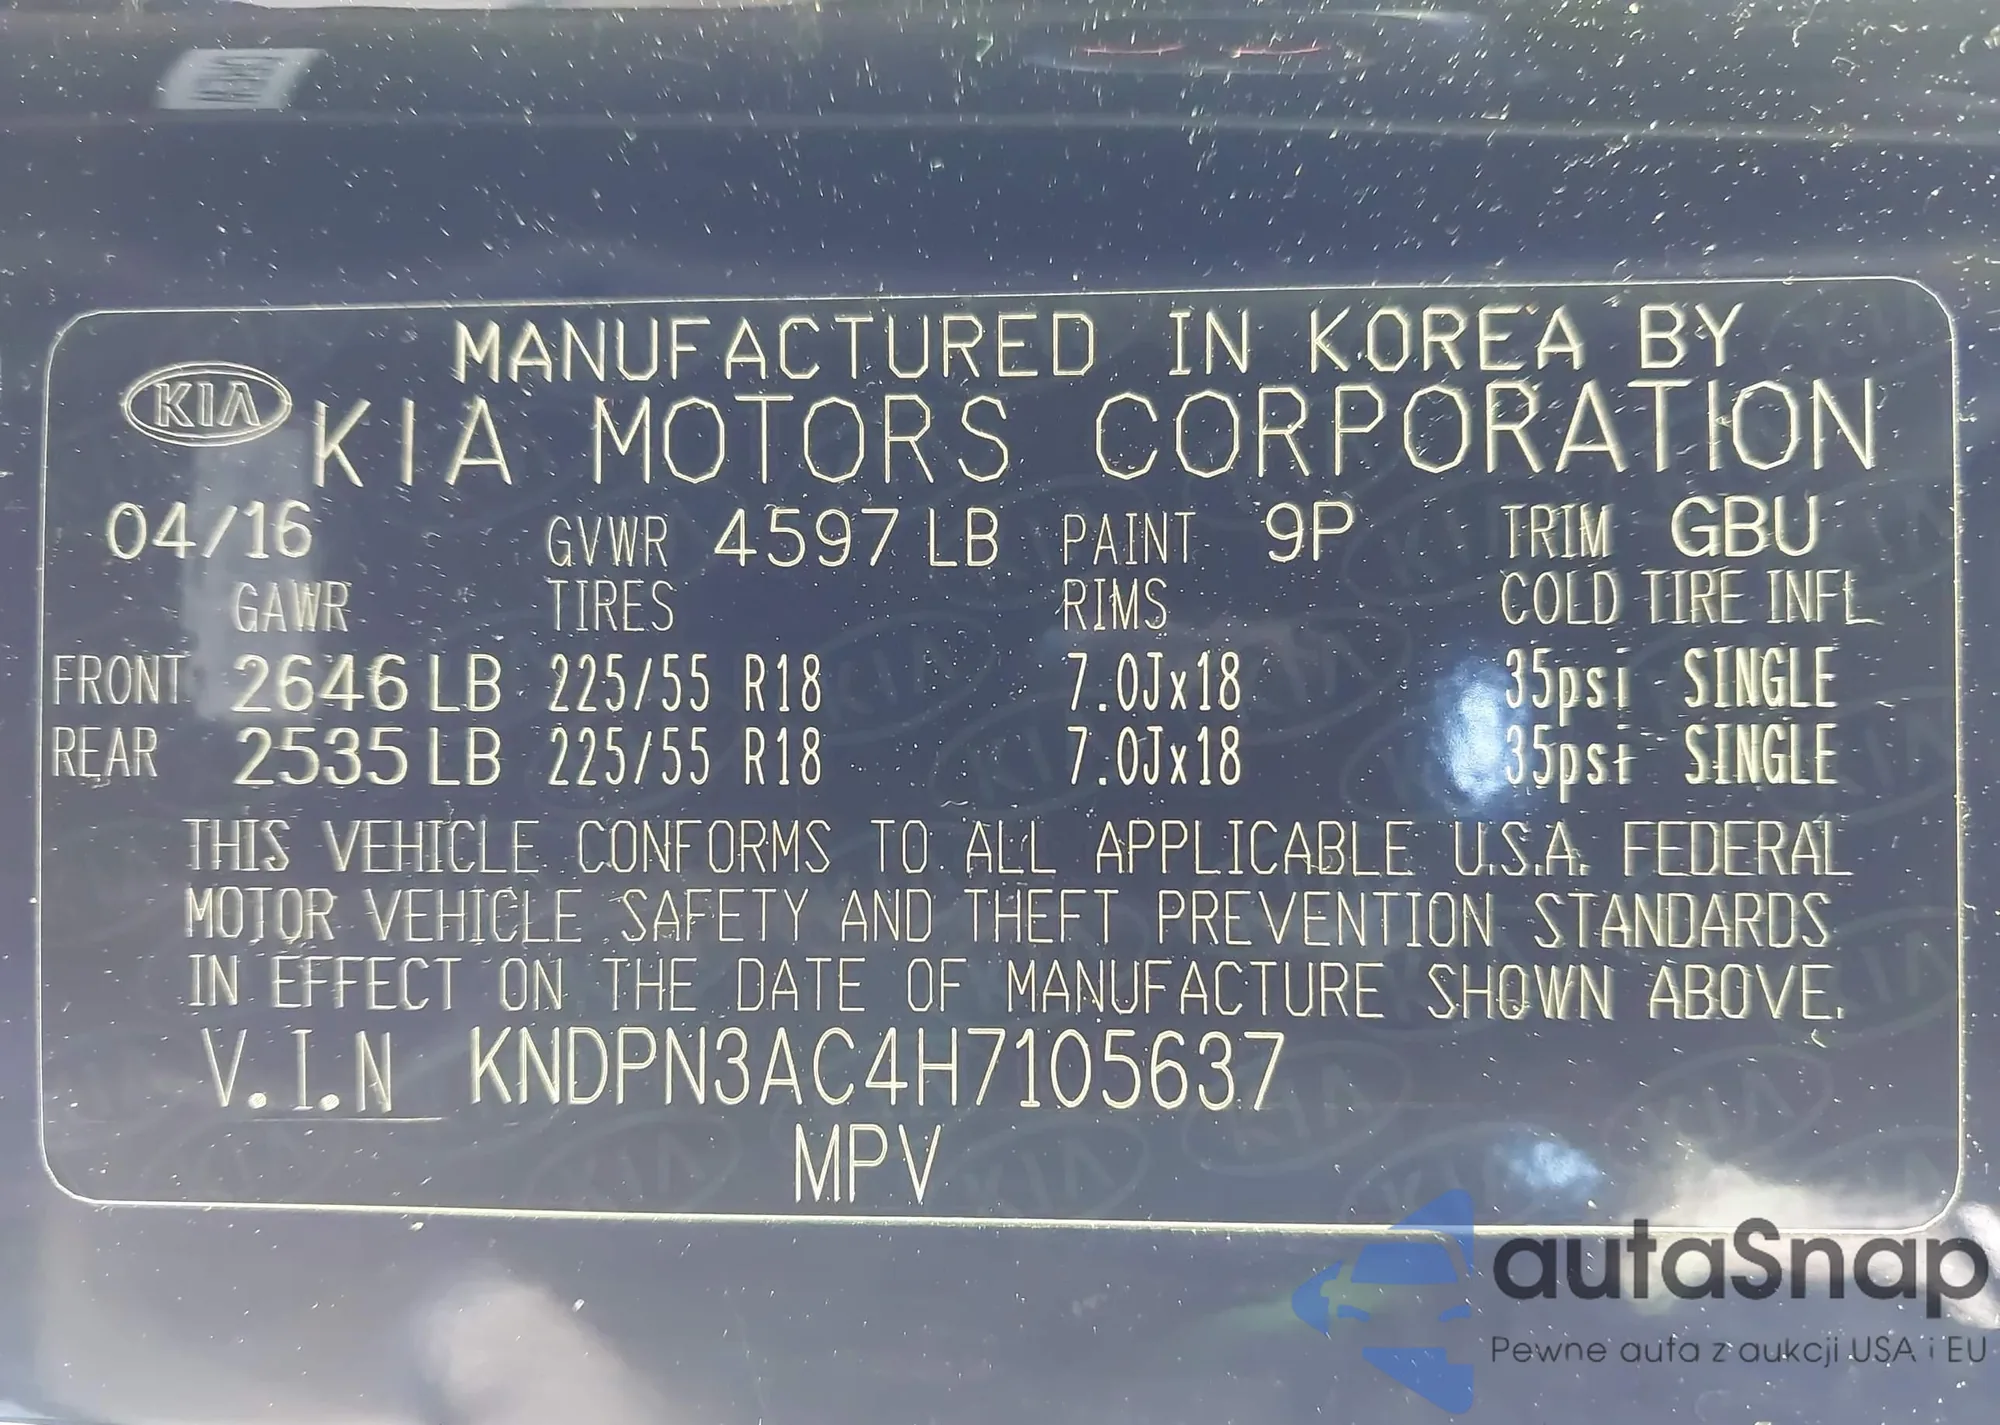 MANUFACTURED IN KOREA BY
KIA KIA MOTORS CORPORATION
04/16 GVWR 4597 LB PAINT 9P TRIM GBU
GAWR TIRES RIMS COLD TIRE INFL
FRONT 2646 LB 225/55 R18 7.0Jx18 35psi SINGLE
REAR 2535 LB 225/55 R18 7.0Jx18 35psi SINGLE
THIS VEHICLE CONFORMS TO ALL APPLICABLE U.S.A. FEDERAL
MOTOR VEHICLE SAFETY AND THEFT PREVENTION STANDARDS
IN EFFECT ON THE DATE OF MANUFACTURE SHOWN ABOVE.
V.I.N KNDPN3AC4H7105637
MPV
autaSnap
Pewne auta z aukcji USA i EU